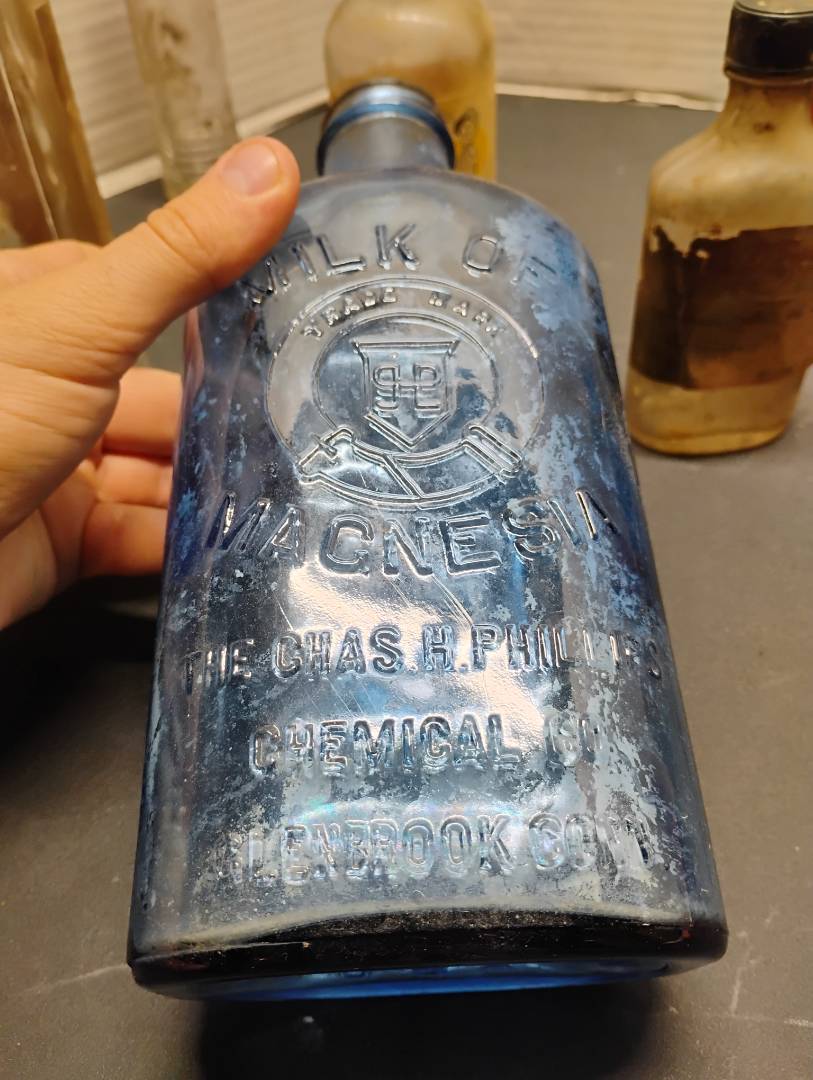 MILK OF
TRADE MARK
MAGNESIA
THE CHAS.H.PHILLIPS
CHEMICAL CO
GLENBROOK.CONN